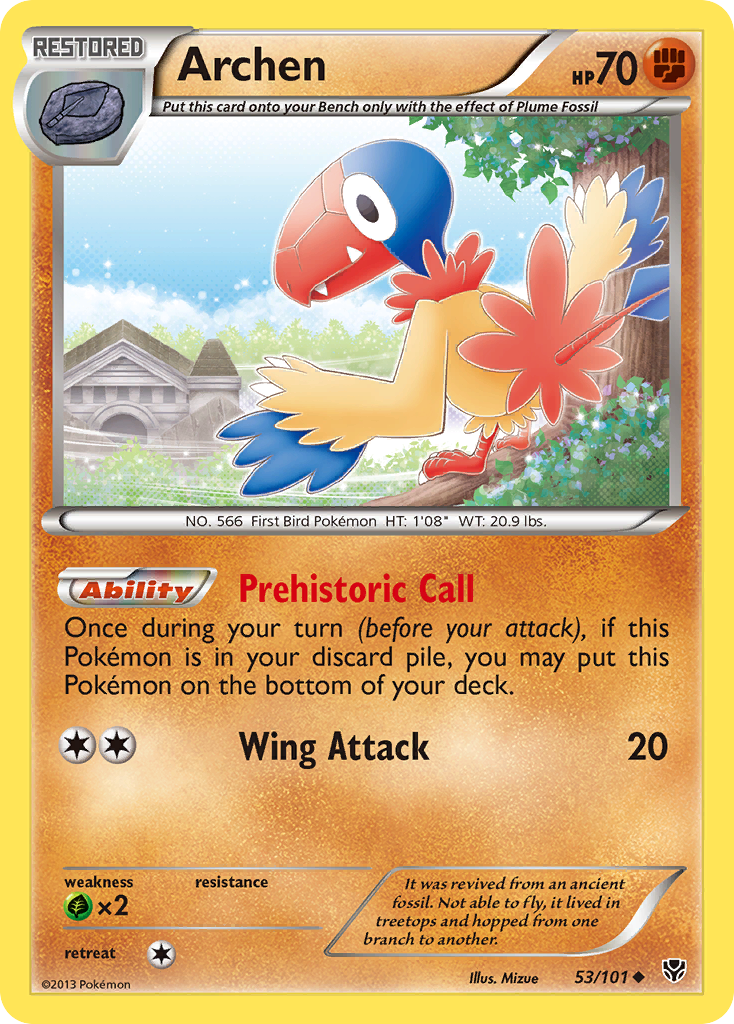 RESTORED
Archen
HP70
Put this card onto your Bench only with the effect of Plume Fossil
NO. 566 First Bird Pokémon HT: 1'08" WT: 20.9 lbs.
Ability Prehistoric Call
Once during your turn (before your attack), if this
Pokémon is in your discard pile, you may put this
Pokémon on the bottom of your deck.
Wing Attack 20
weakness resistance
×2
retreat
It was revived from an ancient
fossil. Not able to fly, it lived in
treetops and hopped from one
branch to another.
©2013 Pokémon
Illus. Mizue 53/101